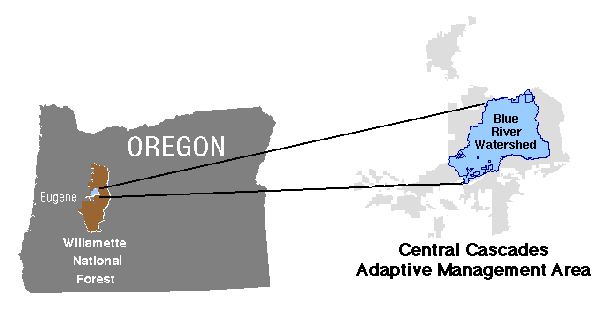 OREGON
Eugene
Willamette
National
Forest
Blue
River
Watershed
Central Cascades
Adaptive Management Area